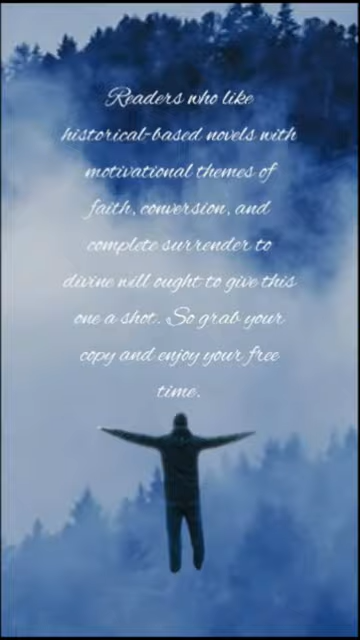 Readers who like
historical-based novels with
motivational themes of
faith, conversion, and
complete surrender to
divine will ought to give this
one a shot. So grab your
copy and enjoy your free
time.